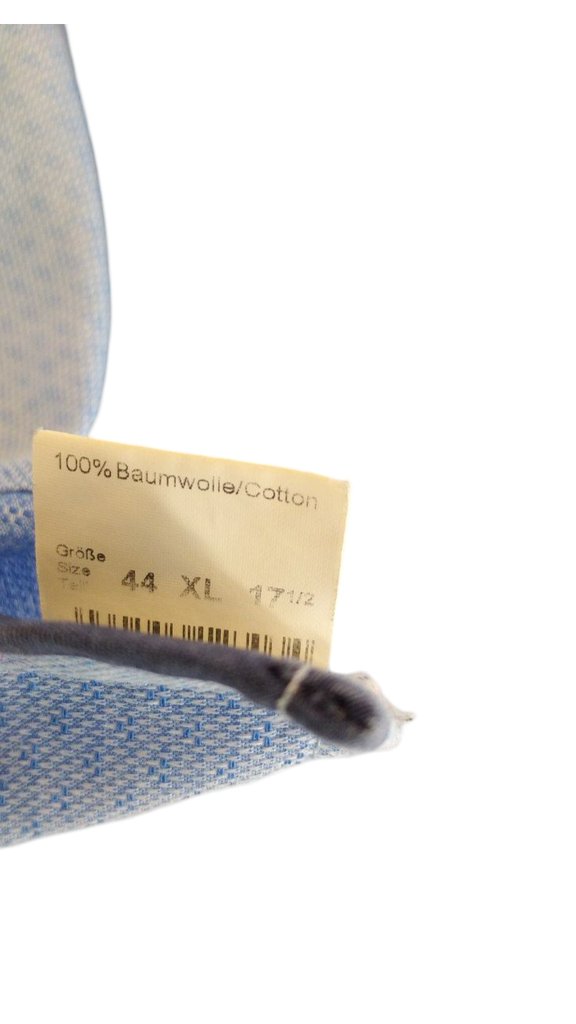 100% Baumwolle/Cotton
Größe
Size
44 XL 17 1/2